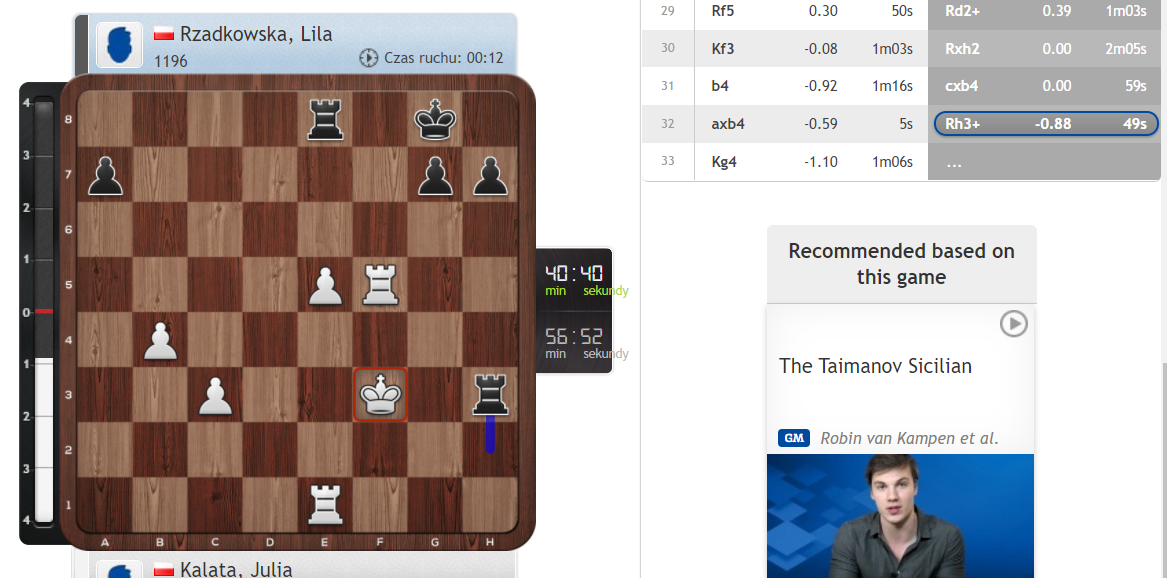 Rzadkowska, Lila
1196
Czas ruchu: 00:12
4
3
2
1
0
1
2
3
4
8
7
6
5
4
3
2
1
A B C D E F G H
40:40
min sekundy
56:52
min sekundy
Kalata, Julia
29 Rf5 0.30 50s Rd2+ 0.39 1m03s
30 Kf3 -0.08 1m03s Rxh2 0.00 2m05s
31 b4 -0.92 1m16s cxb4 0.00 59s
32 axb4 -0.59 5s Rh3+ -0.88 49s
33 Kg4 -1.10 1m06s ...
Recommended based on
this game
The Taimanov Sicilian
GM Robin van Kampen et al.